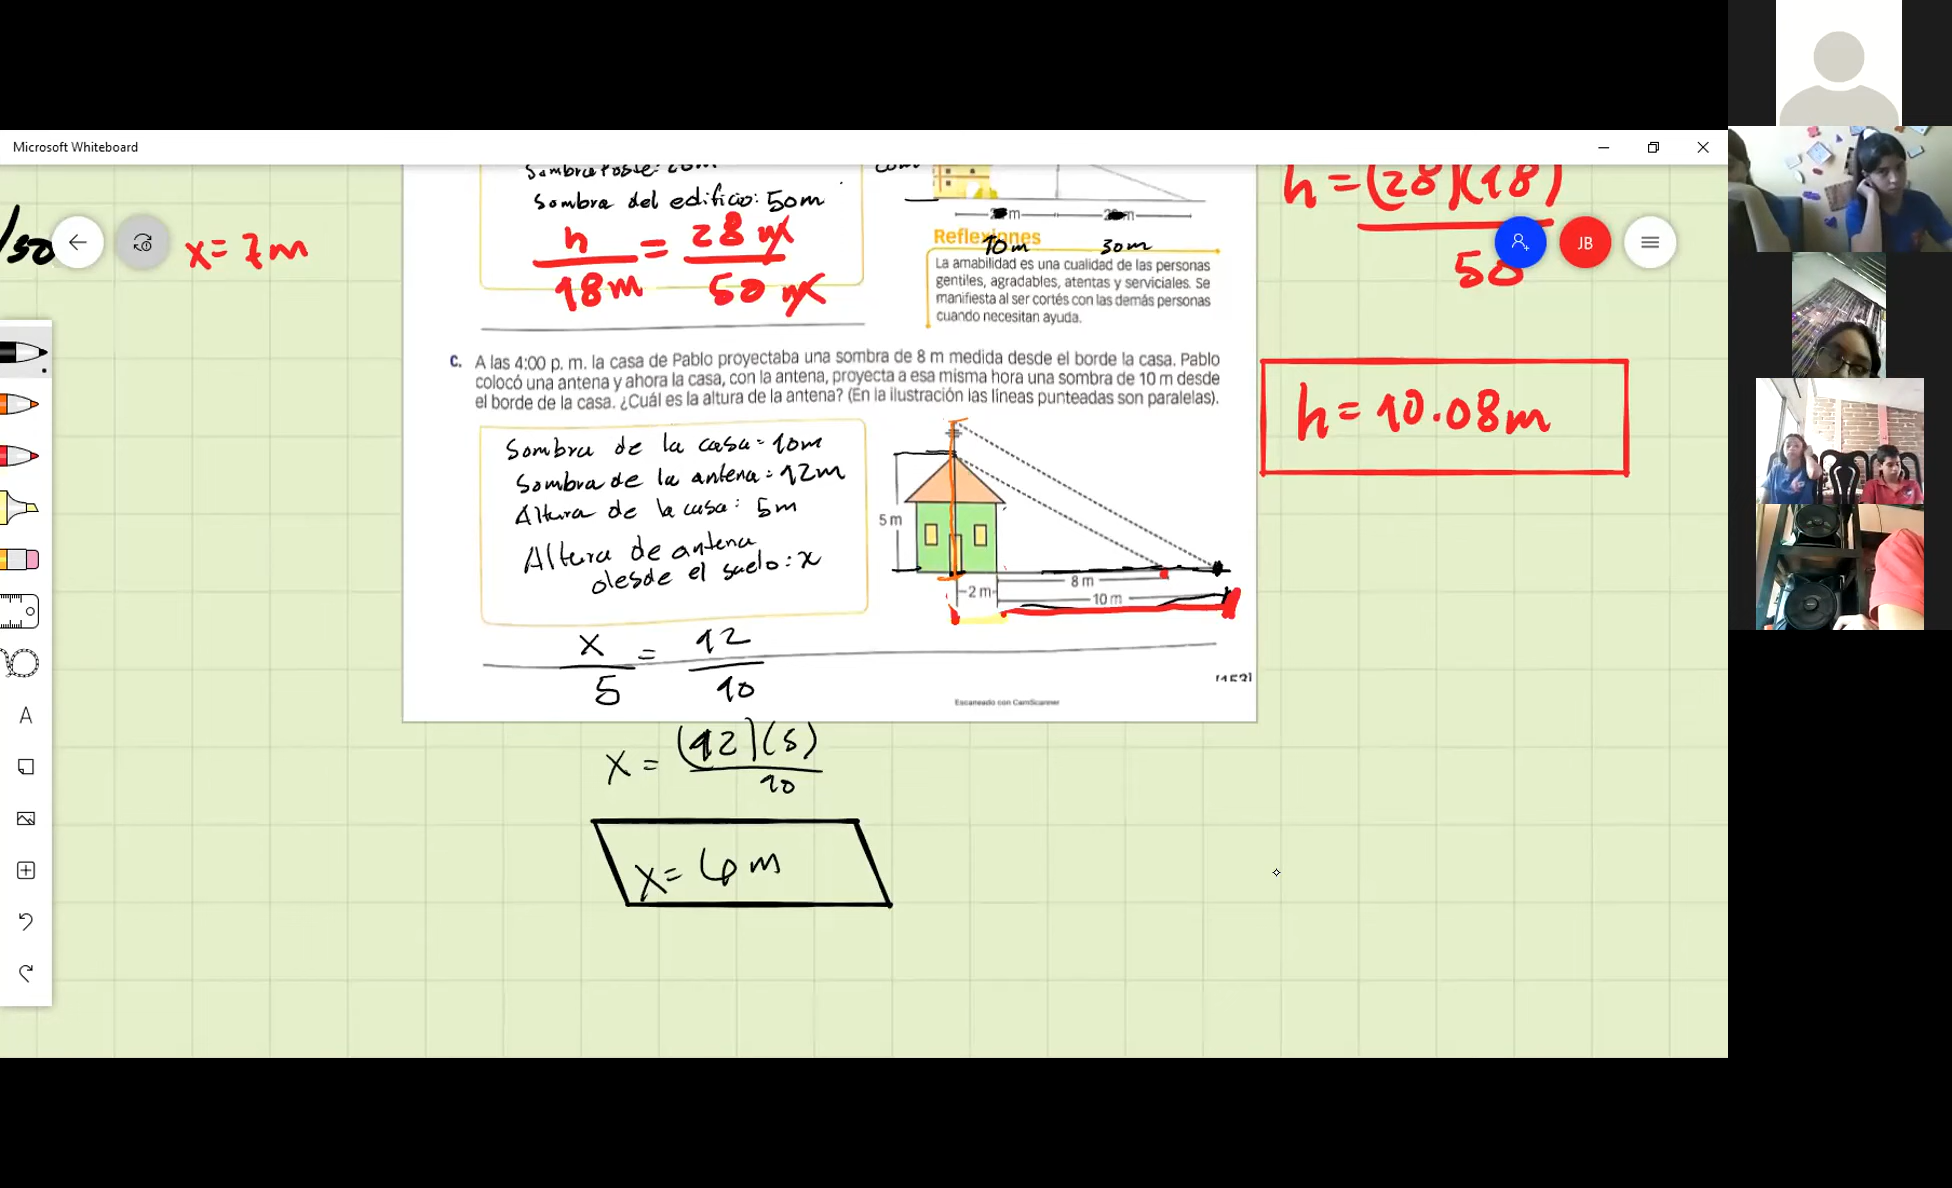 Microsoft Whiteboard
Sombra del edificio: 50m
h = (28)(18)
50
/50
x = 7m
JB
h = 28 m
18m 50 m
m m
Reflexiones
10m 30m
La amabilidad es una cualidad de las personas
gentiles, agradables, atentas y serviciales. Se
manifiesta al ser cortés con las demás personas
cuando necesitan ayuda.
c. A las 4:00 p. m. la casa de Pablo proyectaba una sombra de 8 m medida desde el borde la casa. Pablo
colocó una antena y ahora la casa, con la antena, proyecta a esa misma hora una sombra de 10 m desde
el borde de la casa. ¿Cuál es la altura de la antena? (En la ilustración las líneas punteadas son paralelas).
h = 10.08m
Sombra de la casa = 10m
Sombra de la antena = 12m
Altura de la casa: 5m
Altura de antena
desde el suelo: x
5 m
8 m
2 m
10 m
x = 12
5 10
Escaneado con CamScanner
x = (12)(5)
10
x = 6 m
A